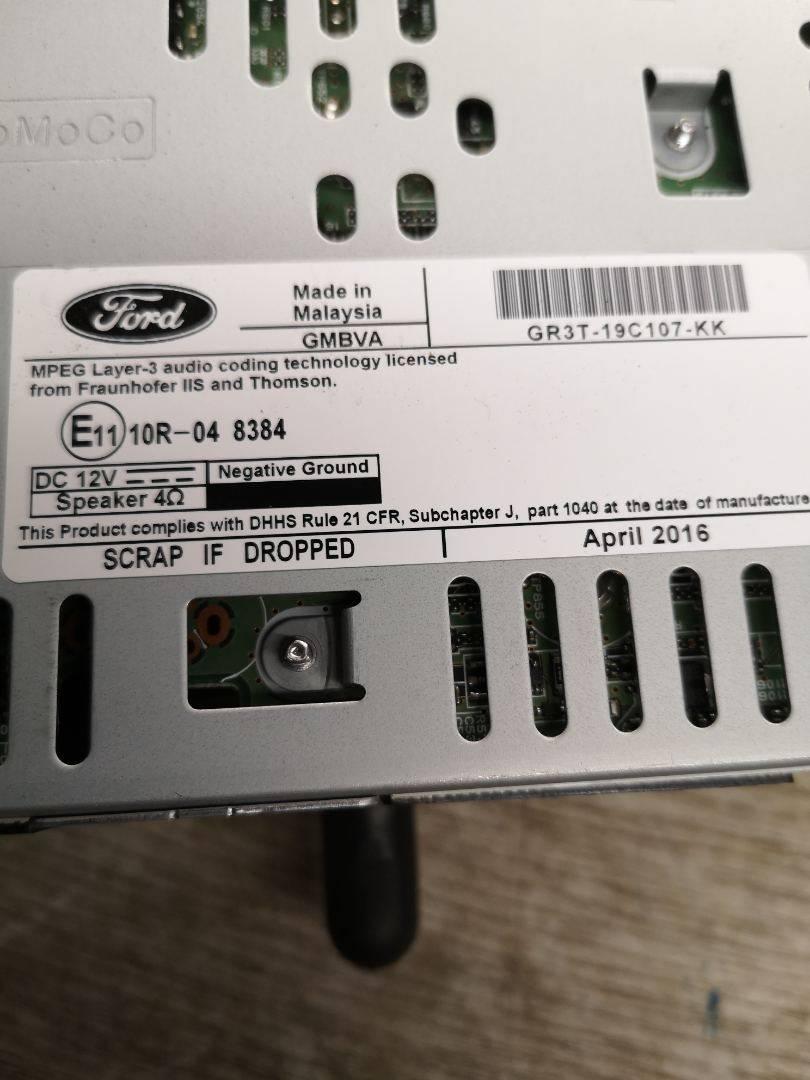 oMoCo
Ford
Made in
Malaysia
GMBVA
GR3T-19C107-KK
MPEG Layer-3 audio coding technology licensed
from Fraunhofer IIS and Thomson.
E11 10R-04 8384
DC 12V
Negative Ground
Speaker 4Ω
This Product complies with DHHS Rule 21 CFR, Subchapter J, part 1040 at the date of manufacture
SCRAP IF DROPPED
April 2016